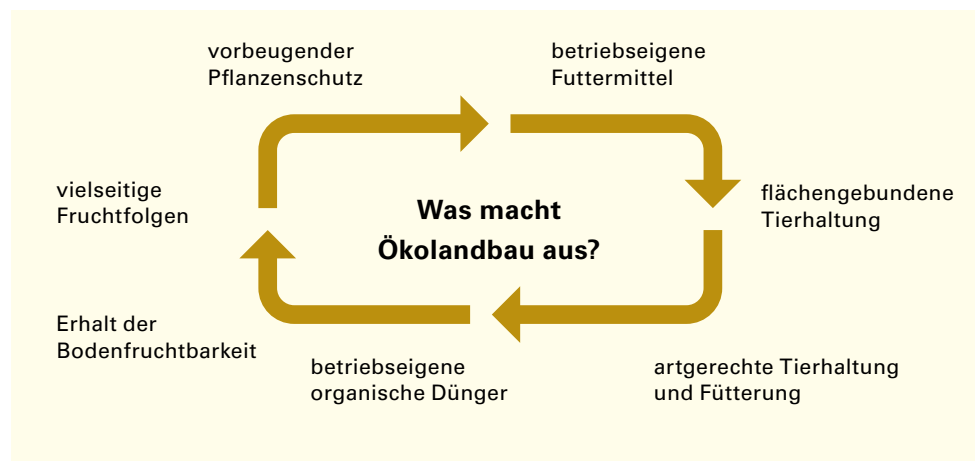 vorbeugender
Pflanzenschutz
betriebseigene
Futtermittel
vielseitige
Fruchtfolgen
Was macht
Ökolandbau aus?
flächengebundene
Tierhaltung
Erhalt der
Bodenfruchtbarkeit
betriebseigene
organische Dünger
artgerechte Tierhaltung
und Fütterung